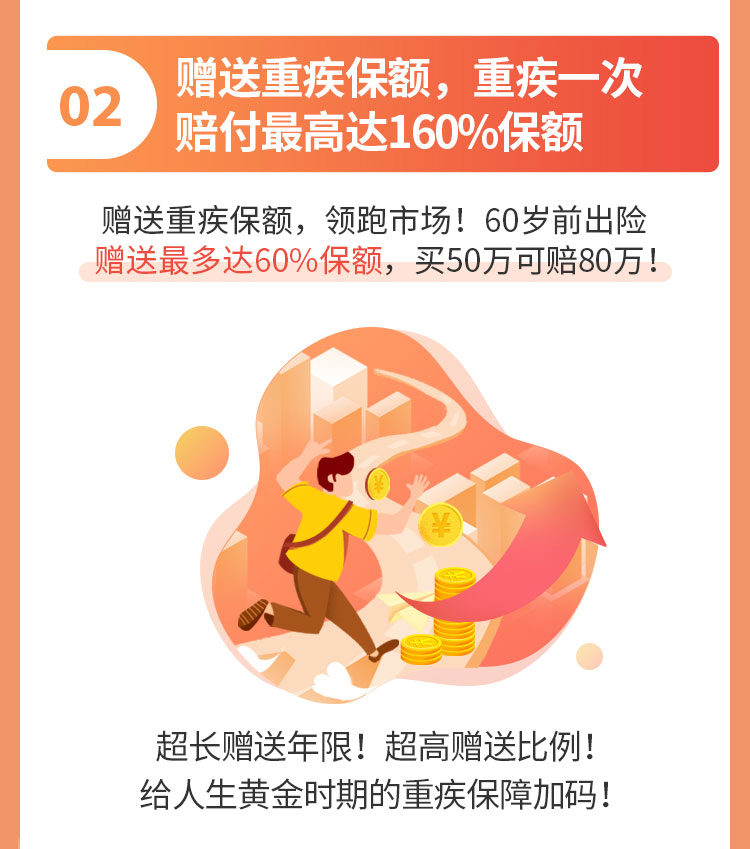 02
赠送重疾保额，重疾一次
赔付最高达160%保额
赠送重疾保额，领跑市场！60岁前出险
赠送最多达60%保额，买50万可赔80万！
¥
¥
超长赠送年限！超高赠送比例！
给人生黄金时期的重疾保障加码！